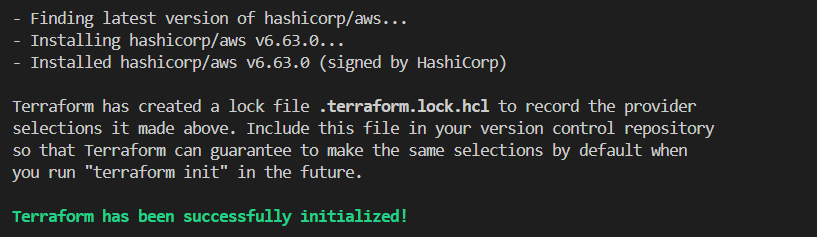 - Finding latest version of hashicorp/aws...
- Installing hashicorp/aws v6.63.0...
- Installed hashicorp/aws v6.63.0 (signed by HashiCorp)
Terraform has created a lock file .terraform.lock.hcl to record the provider
selections it made above. Include this file in your version control repository
so that Terraform can guarantee to make the same selections by default when
you run "terraform init" in the future.
Terraform has been successfully initialized!